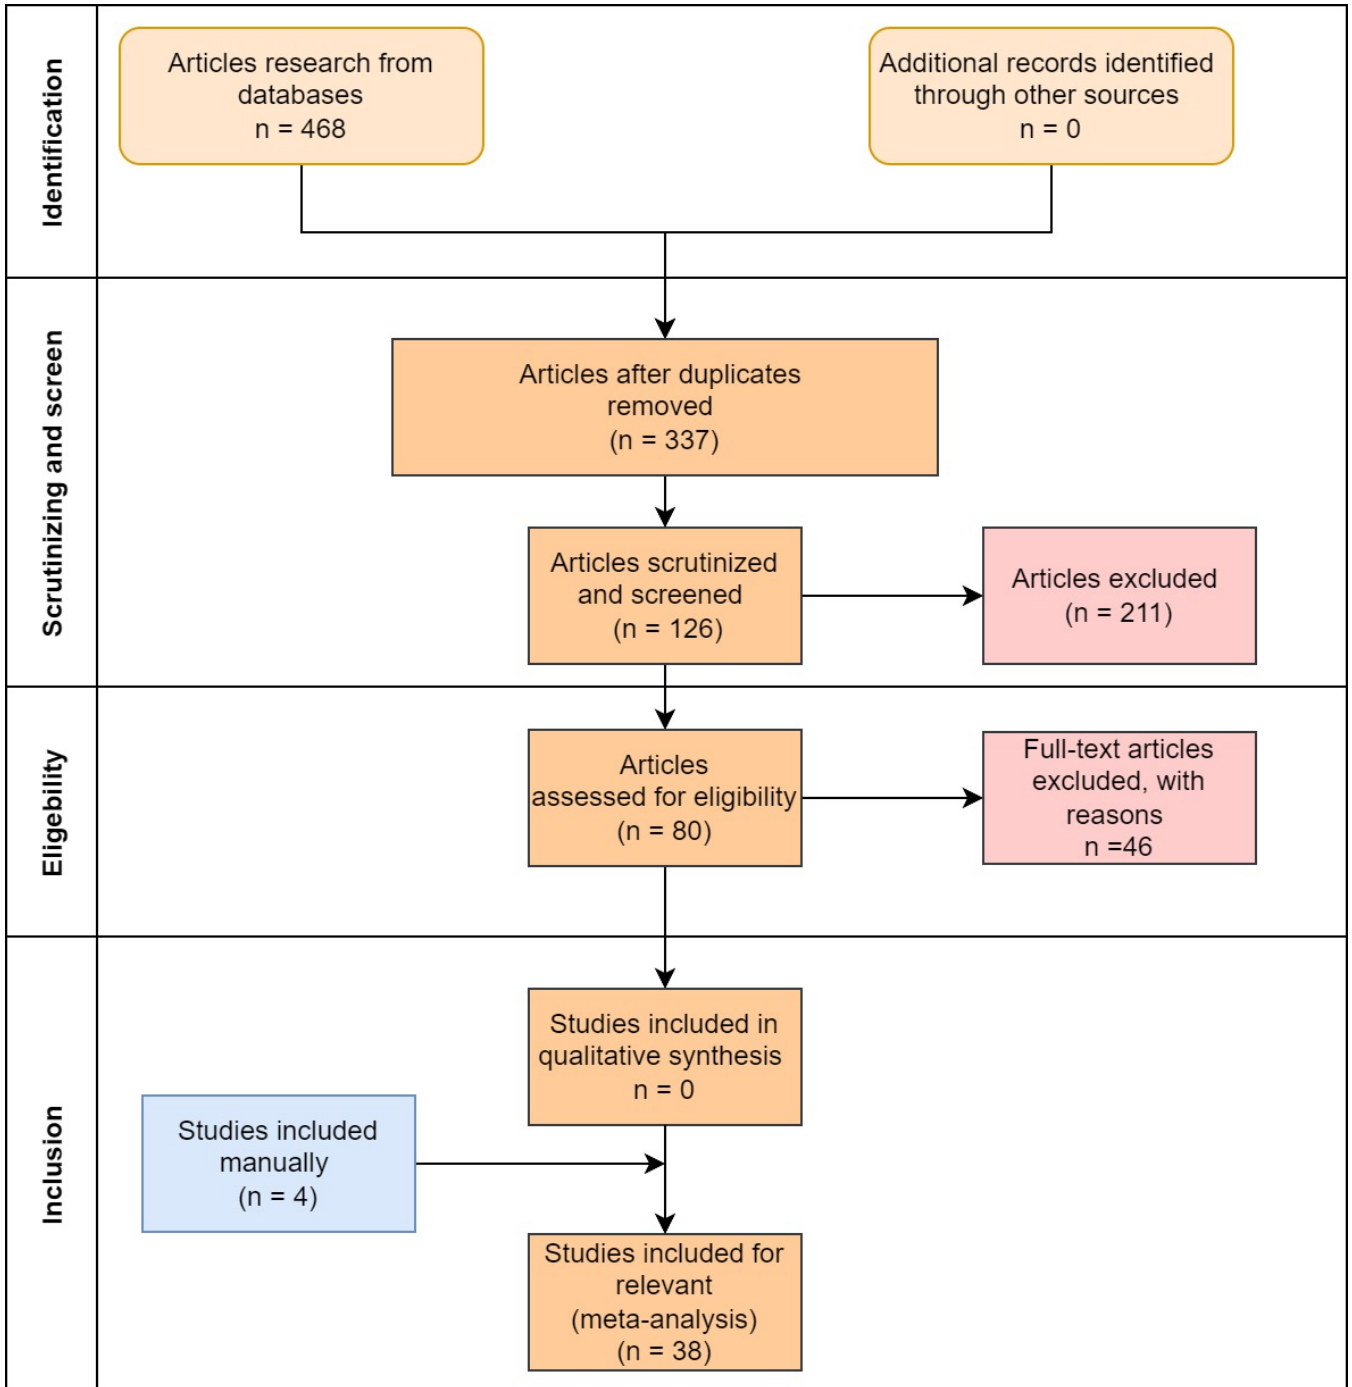 Identification
Articles research from
databases
n = 468
Additional records identified
through other sources
n = 0
Scrutinizing and screen
Articles after duplicates
removed
(n = 337)
Articles scrutinized
and screened
(n = 126)
Articles excluded
(n = 211)
Eligebility
Articles
assessed for eligibility
(n = 80)
Full-text articles
excluded, with
reasons
n =46
Inclusion
Studies included in
qualitative synthesis
n = 0
Studies included
manually
(n = 4)
Studies included for
relevant
(meta-analysis)
(n = 38)